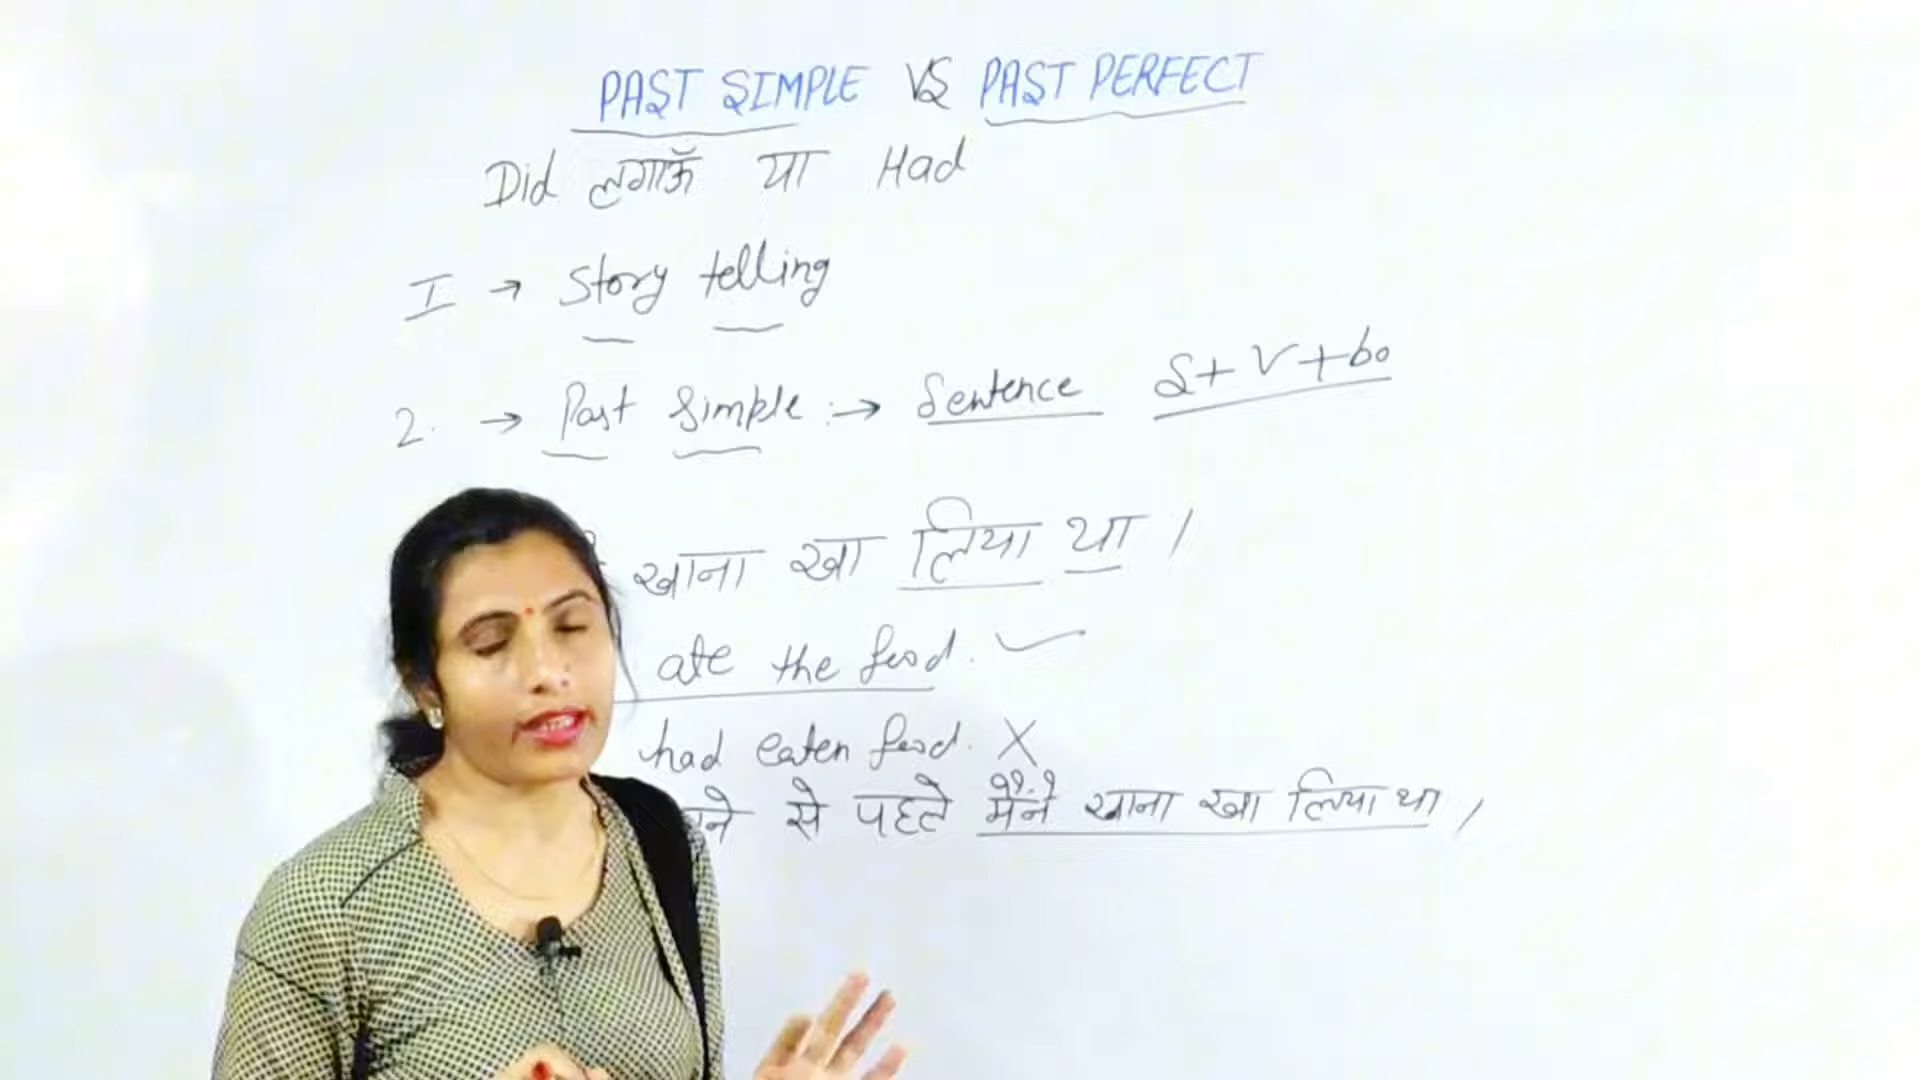 PAST SIMPLE VS PAST PERFECT
Did लगाऊँ या Had
I → Story telling
2. → Past Simple :→ Sentence S+V+bo
खाना खा लिया था ।
ate the food. ✓
had eaten food. X
से पहले मैंने खाना खा लिया था ।